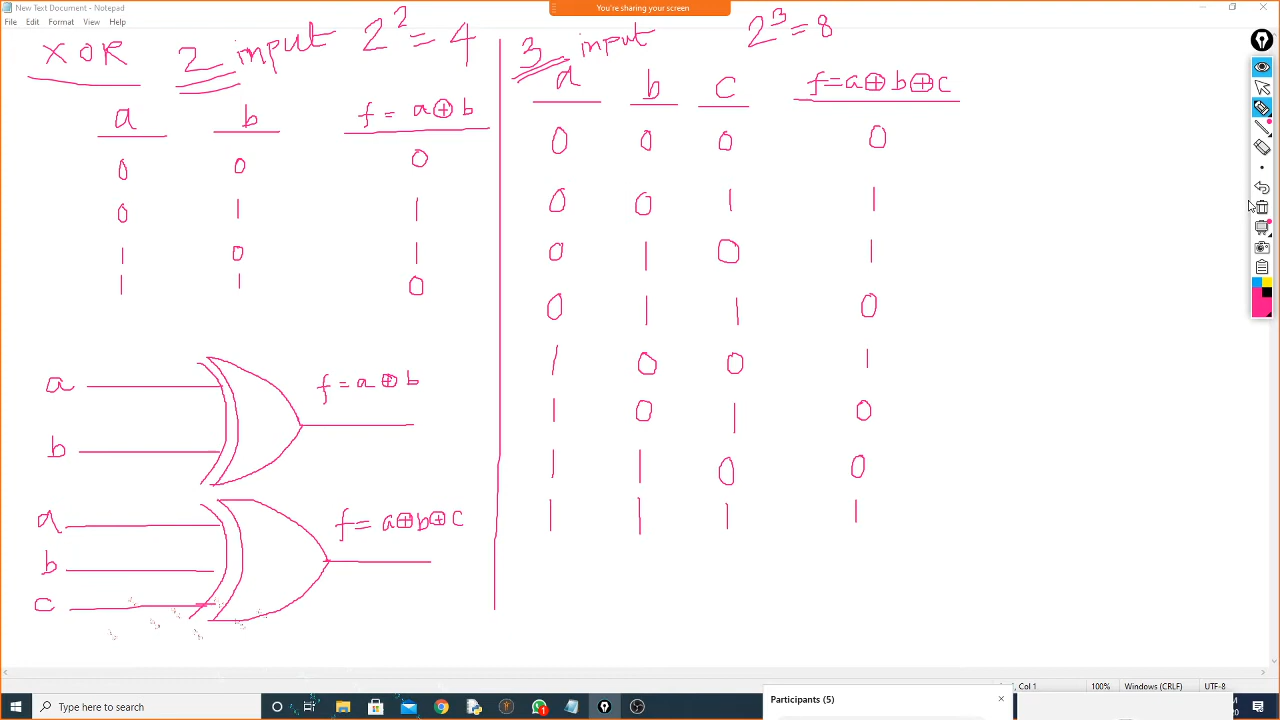 New Text Document - Notepad
You're sharing your screen
File Edit Format View Help
XOR 2 input 2² = 4
a b f = a⊕b
0 0 0
0 1 1
1 0 1
1 1 0
a
b
f = a⊕b
a
b
c
f = a⊕b⊕c
3 input 2³ = 8
a b c f=a⊕b⊕c
0 0 0 0
0 0 1 1
0 1 0 1
0 1 1 0
1 0 0 1
1 0 1 0
1 1 0 0
1 1 1 1
Col 1 100% Windows (CRLF) UTF-8
Type here to search
Participants (5)